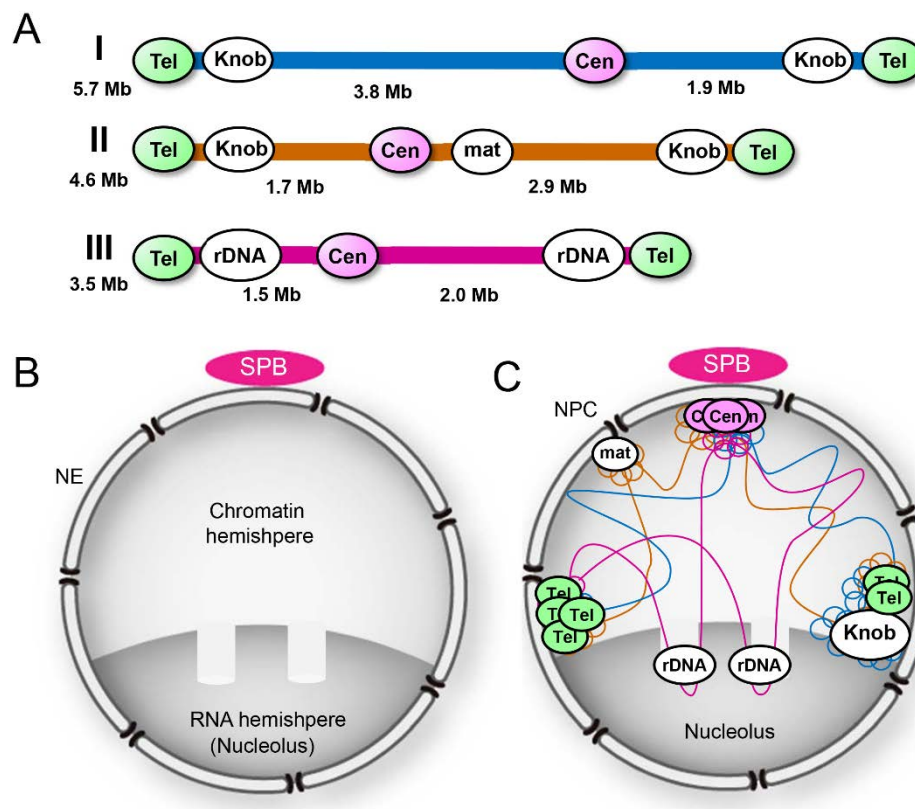 A
I
Tel Knob Cen Knob Tel
5.7 Mb
3.8 Mb 1.9 Mb
II
Tel Knob Cen mat Knob Tel
4.6 Mb
1.7 Mb 2.9 Mb
III
Tel rDNA Cen rDNA Tel
3.5 Mb
1.5 Mb 2.0 Mb
B
SPB
NE
Chromatin
hemishpere
RNA hemishpere
(Nucleolus)
C
SPB
NPC
C Cen n
mat
Tel
T Tel
Tel
Tel
Tel
Knob
rDNA rDNA
Nucleolus